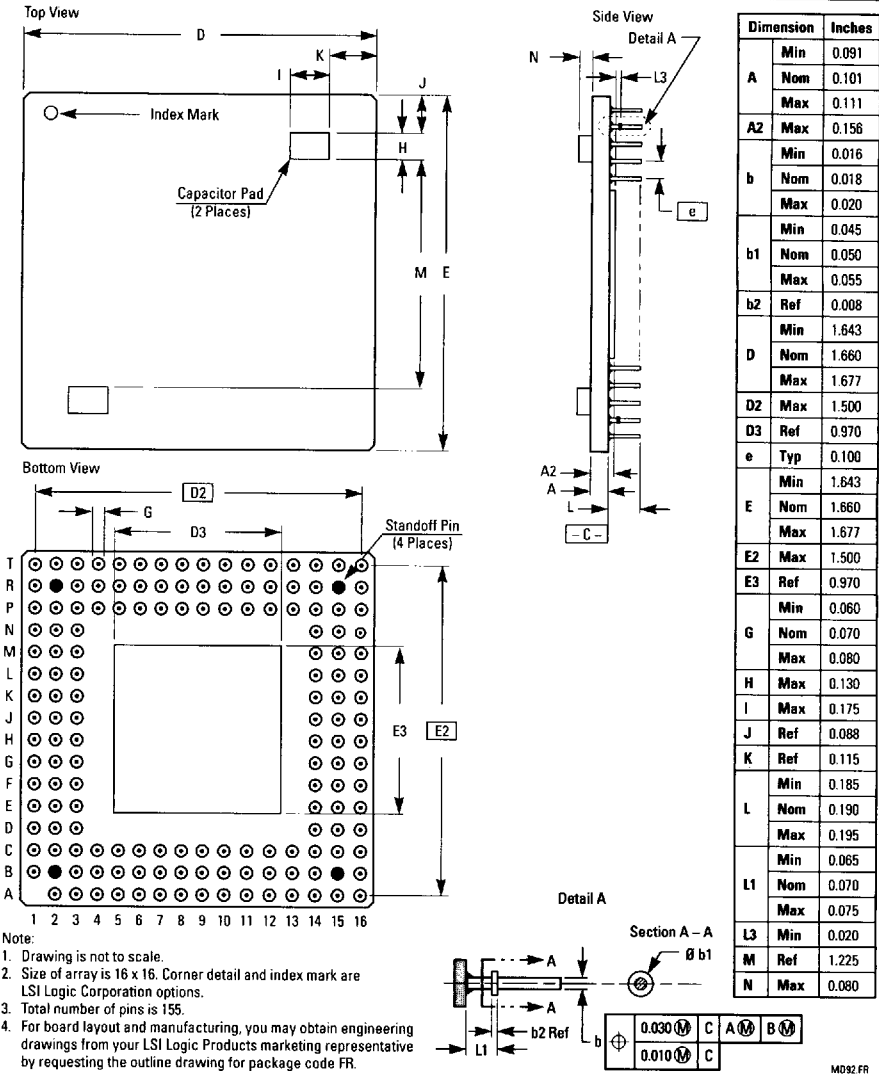 Top View
D
K
I
J
Index Mark
H
Capacitor Pad
(2 Places)
M
E
Side View
Detail A
N
L3
e
A2
A
L
- C -
Bottom View
D2
G
D3
Standoff Pin
(4 Places)
T
R
P
N
M
L
K
J
H
G
F
E
D
C
B
A
E3
E2
1 2 3 4 5 6 7 8 9 10 11 12 13 14 15 16
Note:
1. Drawing is not to scale.
2. Size of array is 16 x 16. Corner detail and index mark are
LSI Logic Corporation options.
3. Total number of pins is 155.
4. For board layout and manufacturing, you may obtain engineering
drawings from your LSI Logic Products marketing representative
by requesting the outline drawing for package code FR.
Detail A
Section A – A
Ø b1
A
A
b2 Ref
L1
b
0.030 Ⓜ C A Ⓜ B Ⓜ
0.010 Ⓜ C
Dimension Inches
A Min 0.091
Nom 0.101
Max 0.111
A2 Max 0.156
b Min 0.016
Nom 0.018
Max 0.020
b1 Min 0.045
Nom 0.050
Max 0.055
b2 Ref 0.008
D Min 1.643
Nom 1.660
Max 1.677
D2 Max 1.500
D3 Ref 0.970
e Typ 0.100
E Min 1.643
Nom 1.660
Max 1.677
E2 Max 1.500
E3 Ref 0.970
G Min 0.060
Nom 0.070
Max 0.080
H Max 0.130
I Max 0.175
J Ref 0.088
K Ref 0.115
L Min 0.185
Nom 0.190
Max 0.195
L1 Min 0.065
Nom 0.070
Max 0.075
L3 Min 0.020
M Ref 1.225
N Max 0.080
MD92.FR